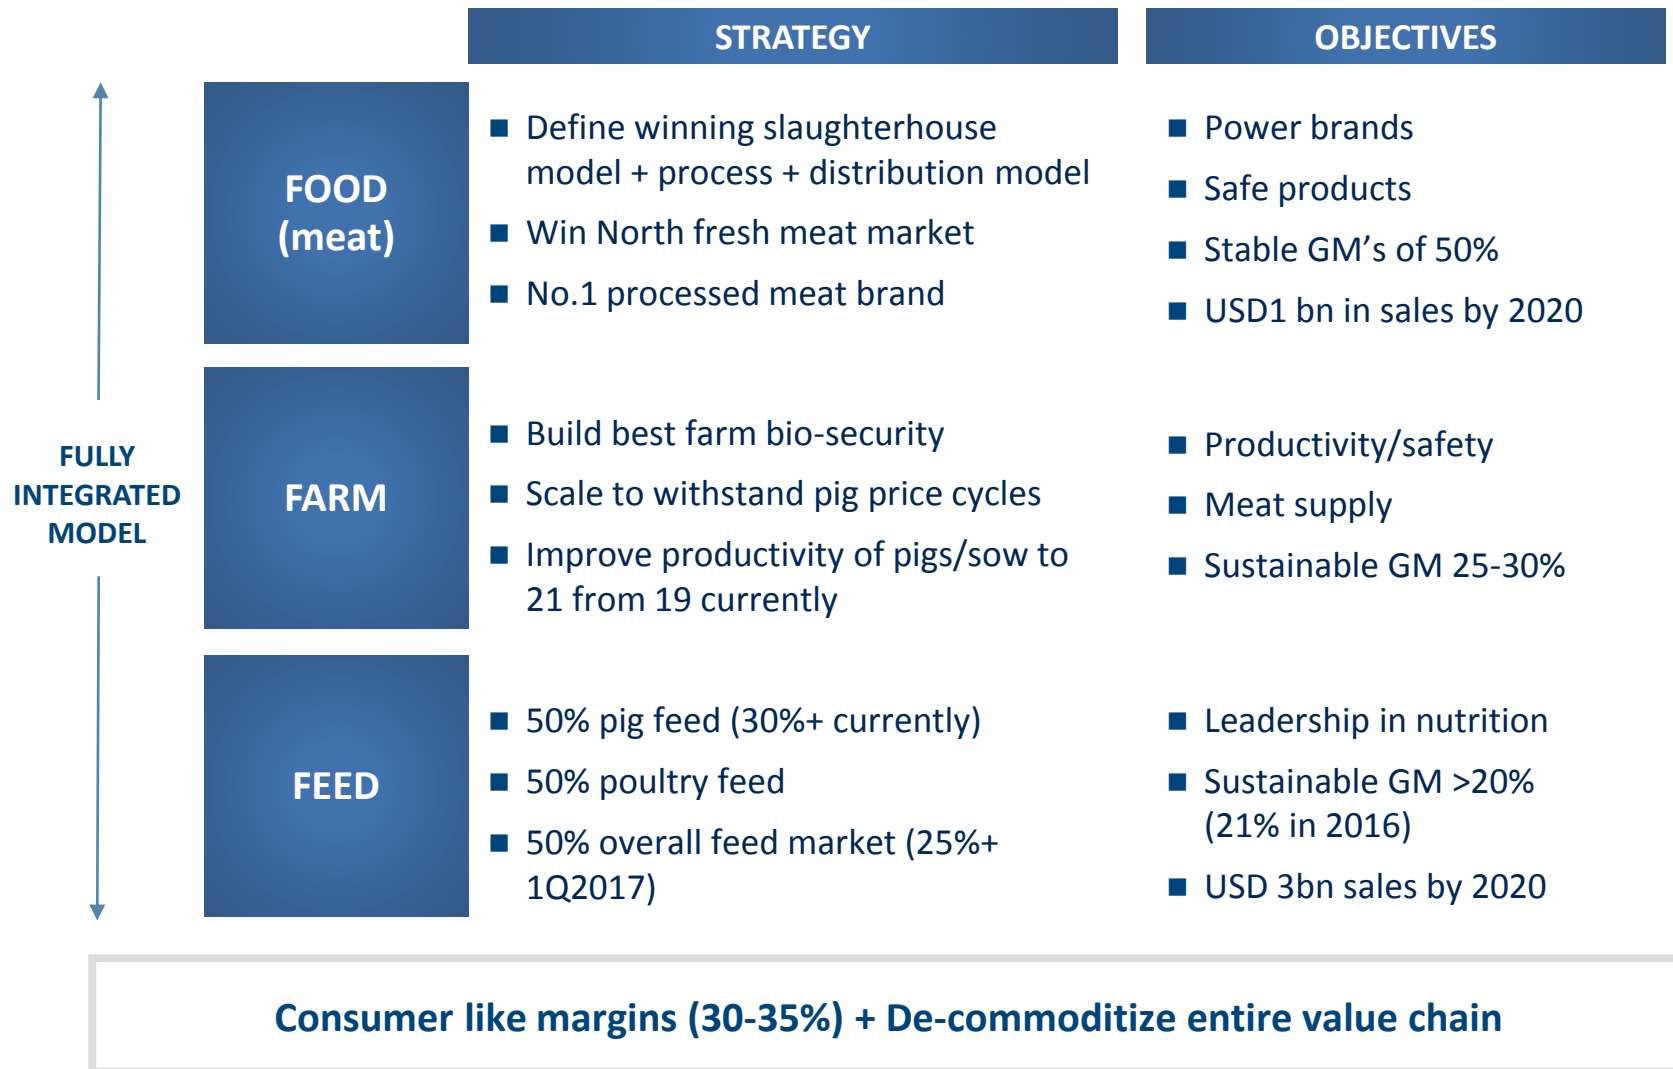 STRATEGY
OBJECTIVES
FULLY
INTEGRATED
MODEL
FOOD
(meat)
■ Define winning slaughterhouse
model + process + distribution model
■ Win North fresh meat market
■ No.1 processed meat brand
■ Power brands
■ Safe products
■ Stable GM’s of 50%
■ USD1 bn in sales by 2020
FARM
■ Build best farm bio-security
■ Scale to withstand pig price cycles
■ Improve productivity of pigs/sow to
21 from 19 currently
■ Productivity/safety
■ Meat supply
■ Sustainable GM 25-30%
FEED
■ 50% pig feed (30%+ currently)
■ 50% poultry feed
■ 50% overall feed market (25%+
1Q2017)
■ Leadership in nutrition
■ Sustainable GM >20%
(21% in 2016)
■ USD 3bn sales by 2020
Consumer like margins (30-35%) + De-commoditize entire value chain